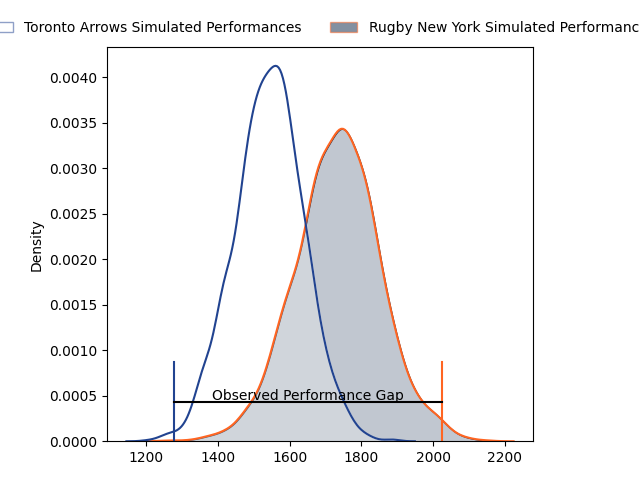 Toronto Arrows Simulated Performances
Rugby New York Simulated Performanc
Density
0.0040
0.0035
0.0030
0.0025
0.0020
0.0015
0.0010
0.0005
0.0000
Observed Performance Gap
1200 1400 1600 1800 2000 2200